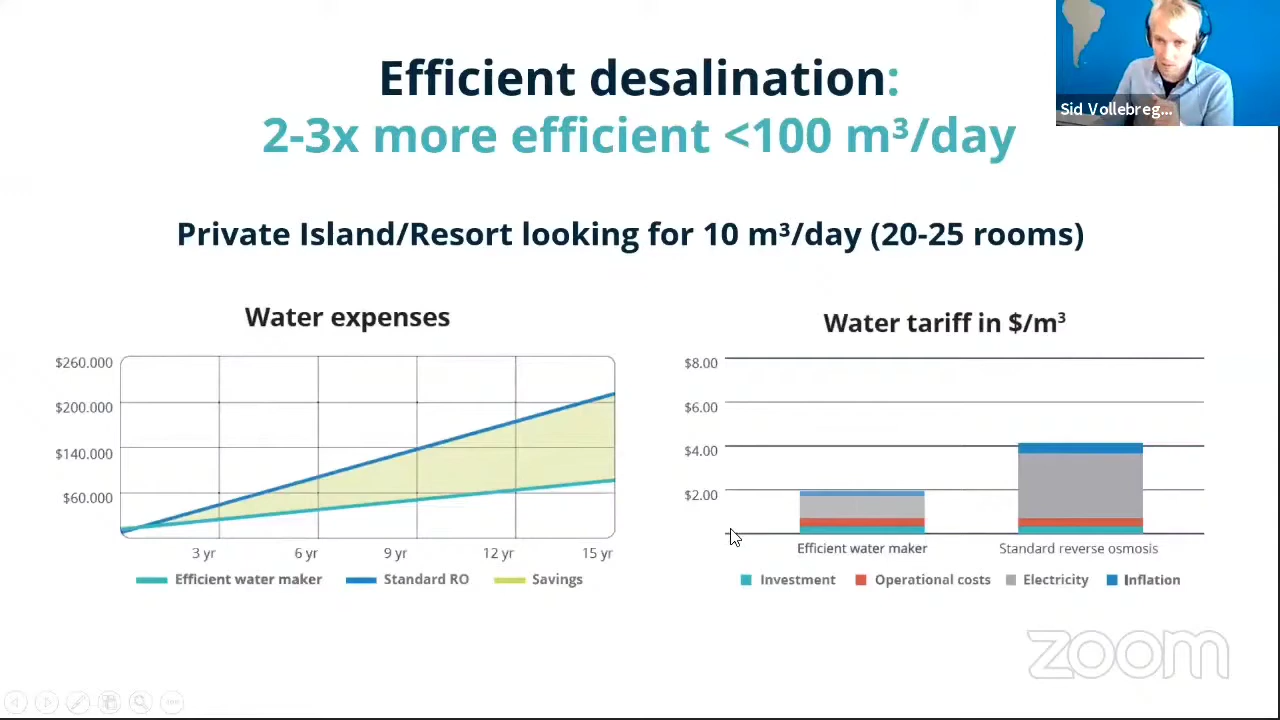 Efficient desalination:
2-3x more efficient <100 m³/day
Sid Vollebreg...
Private Island/Resort looking for 10 m³/day (20-25 rooms)
Water expenses
$260.000
$200.000
$140.000
$60.000
3 yr
6 yr
9 yr
12 yr
15 yr
Efficient water maker
Standard RO
Savings
Water tariff in $/m³
$8.00
$6.00
$4.00
$2.00
Efficient water maker
Standard reverse osmosis
Investment
Operational costs
Electricity
Inflation
zoom